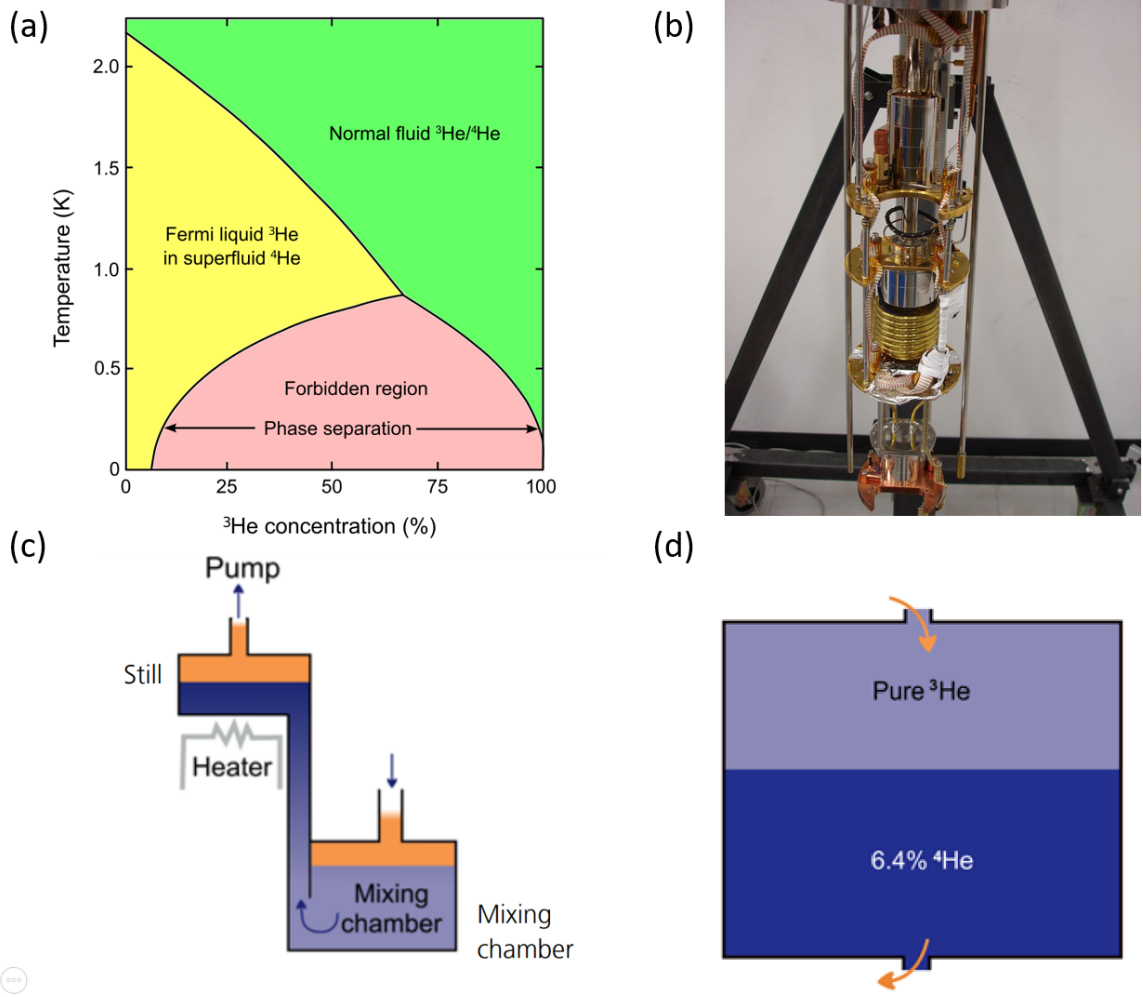 (a)
2.0
1.5
1.0
0.5
0
Temperature (K)
Normal fluid ³He/⁴He
Fermi liquid ³He
in superfluid ⁴He
Forbidden region
Phase separation
0
25
50
75
100
³He concentration (%)
(b)
(c)
Pump
Still
Heater
Mixing
chamber
Mixing
chamber
(d)
Pure ³He
6.4% ⁴He